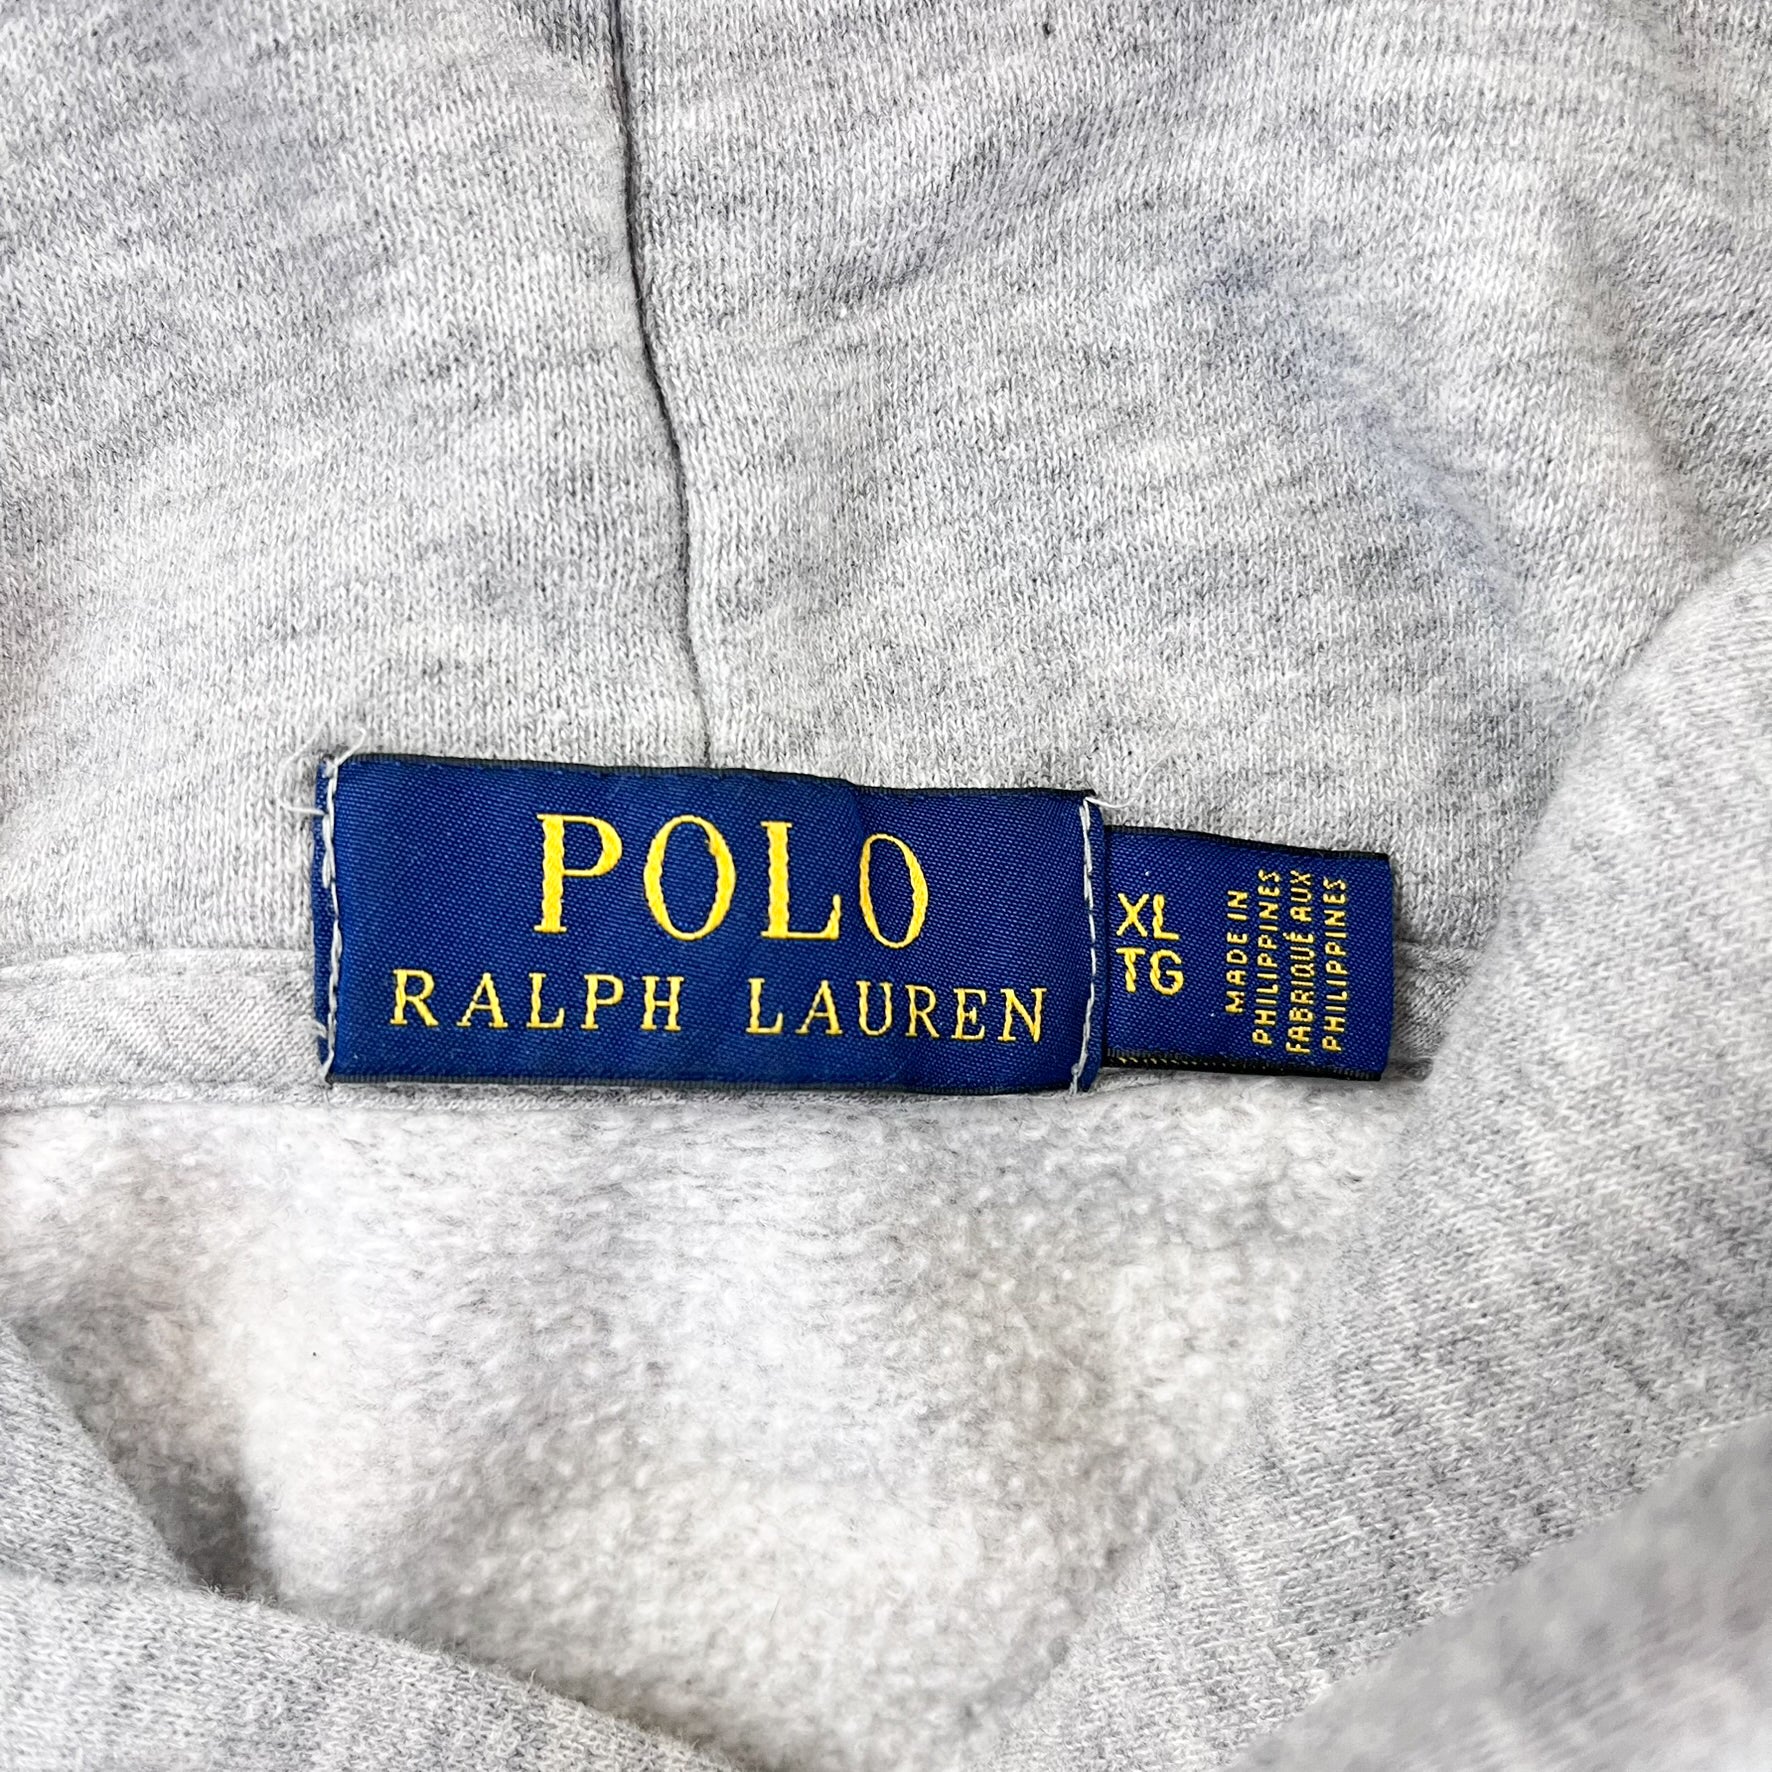 POLO
RALPH LAUREN
XL
TG
MADE IN
PHILIPPINES
FABRIQUÉ AUX
PHILIPPINES